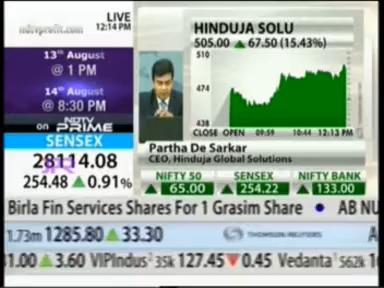 ndtvprofit.com
LIVE
12:14 PM
13th August
@ 1 PM
14th August
@ 8:30 PM
on NDTV
PRIME
SENSEX
28114.08
254.48 ▲ 0.91%
HINDUJA SOLU
505.00 ▲ 67.50 (15.43%)
510
474
438
CLOSE OPEN 09:59 10:44 12:13 PM
Partha De Sarkar
CEO, Hinduja Global Solutions
NIFTY 50 SENSEX NIFTY BANK
▲ 65.00 ▲ 254.22 ▲ 133.00
Birla Fin Services Shares For 1 Grasim Share • AB NU
1.73m 1285.80 ▲ 33.30 THOMSON REUTERS A
1.00 ▲ 3.60 VIPIndus² 35k 127.45 ▼ 0.45 Vedanta¹ 562k